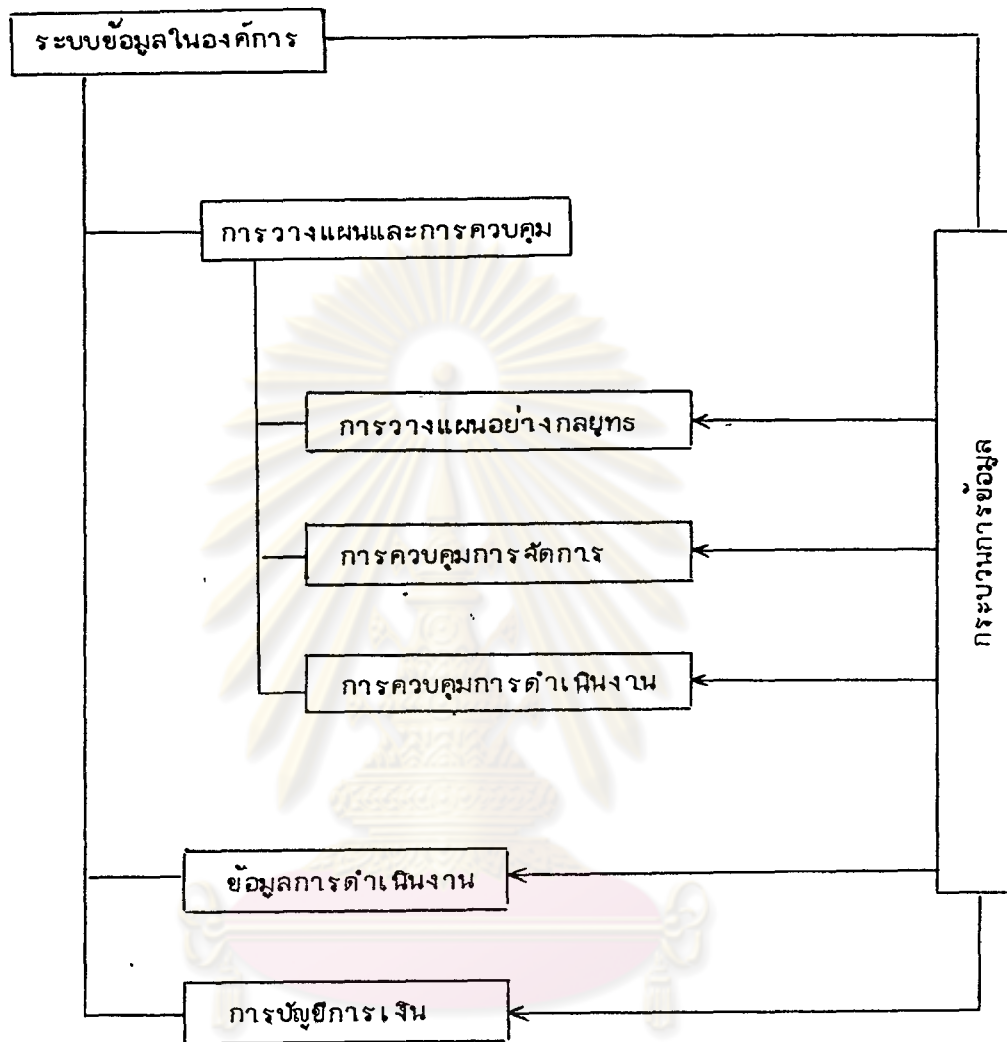 ระบบข้อมูลในองค์การ
การวางแผนและการควบคุม
การวางแผนอย่างกลยุทธ
การควบคุมการจัดการ
การควบคุมการดำเนินงาน
กระบวนการข้อมูล
ข้อมูลการดำเนินงาน
การบัญชีการเงิน